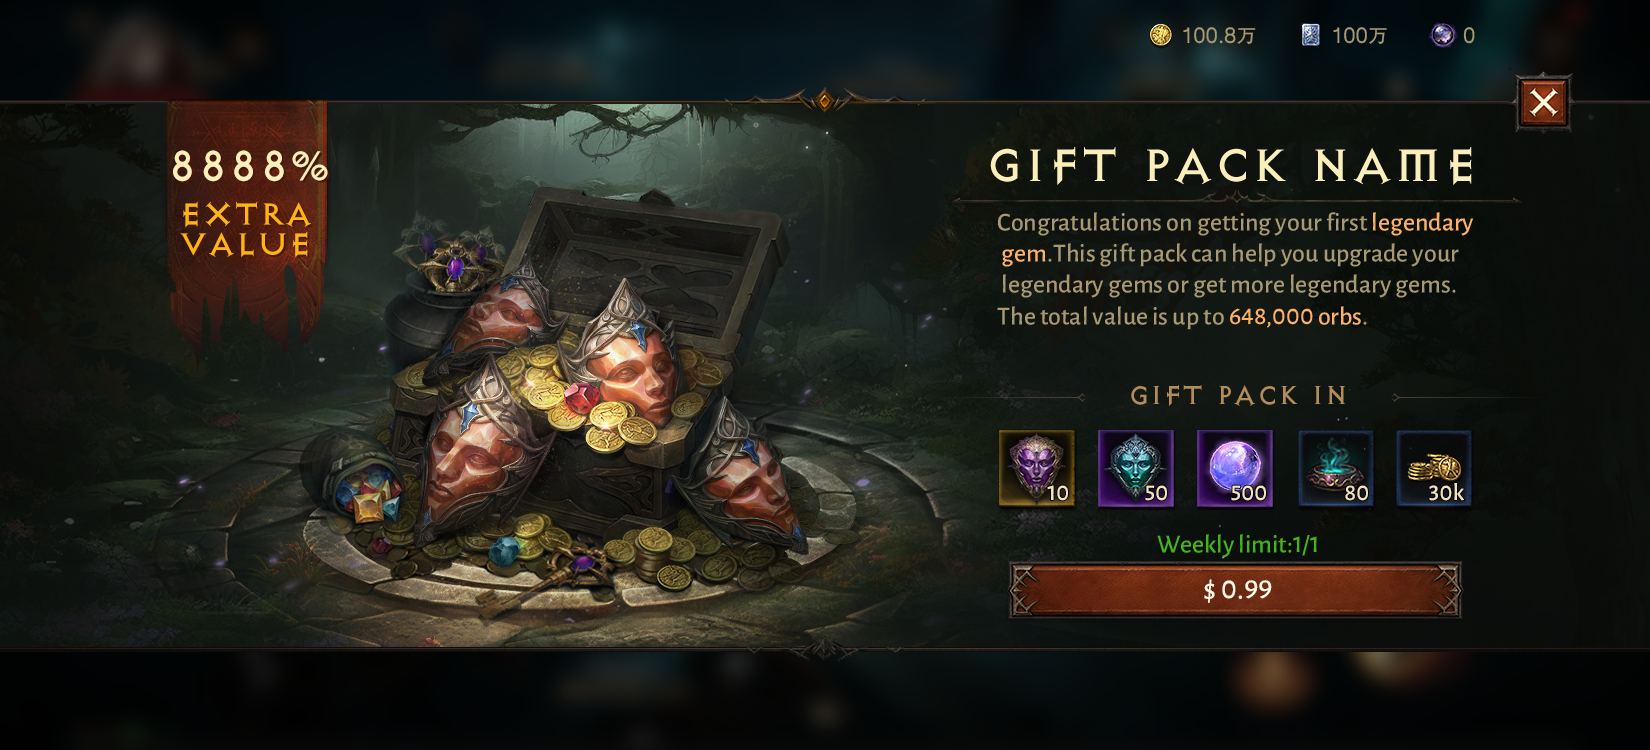 100.8万
100万
0
8888%
EXTRA
VALUE
GIFT PACK NAME
Congratulations on getting your first legendary
gem.This gift pack can help you upgrade your
legendary gems or get more legendary gems.
The total value is up to 648,000 orbs.
GIFT PACK IN
10
50
500
80
30k
Weekly limit:1/1
$ 0.99